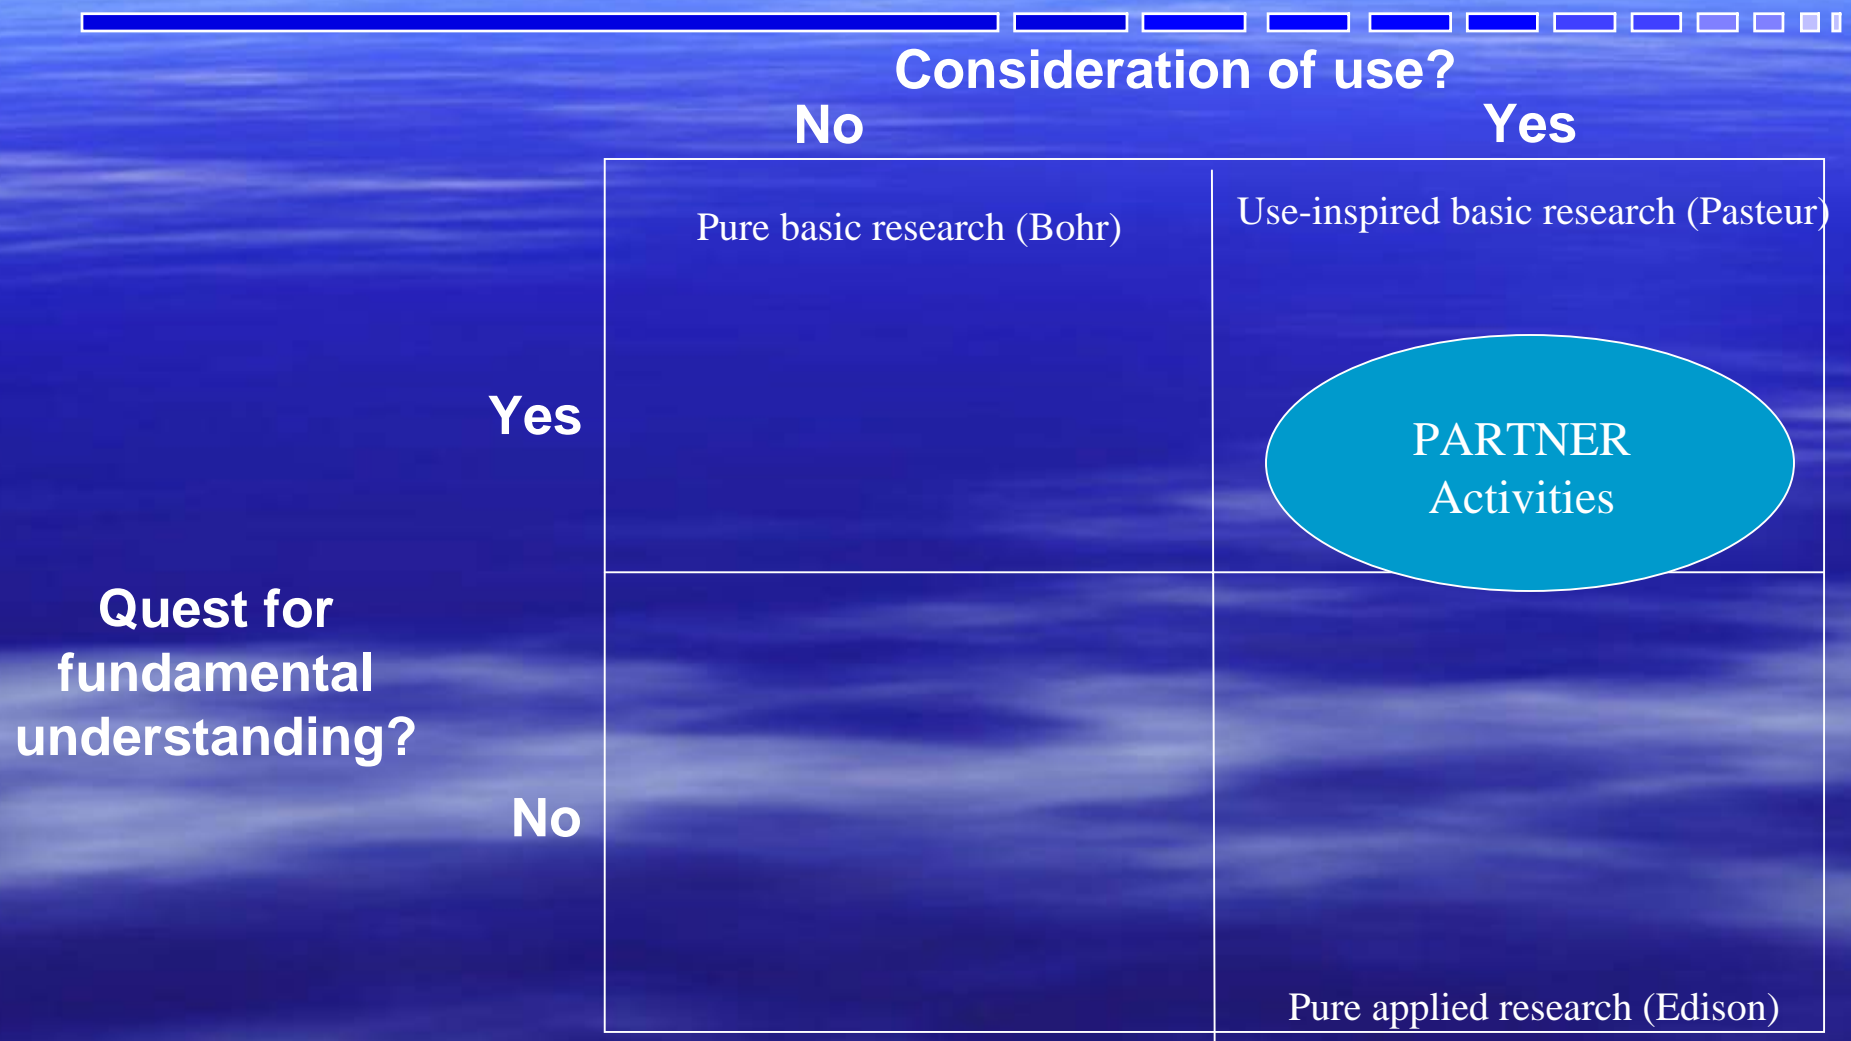 Consideration of use?
No Yes
Pure basic research (Bohr)
Use-inspired basic research (Pasteur)
Yes
PARTNER
Activities
Quest for
fundamental
understanding?
No
Pure applied research (Edison)